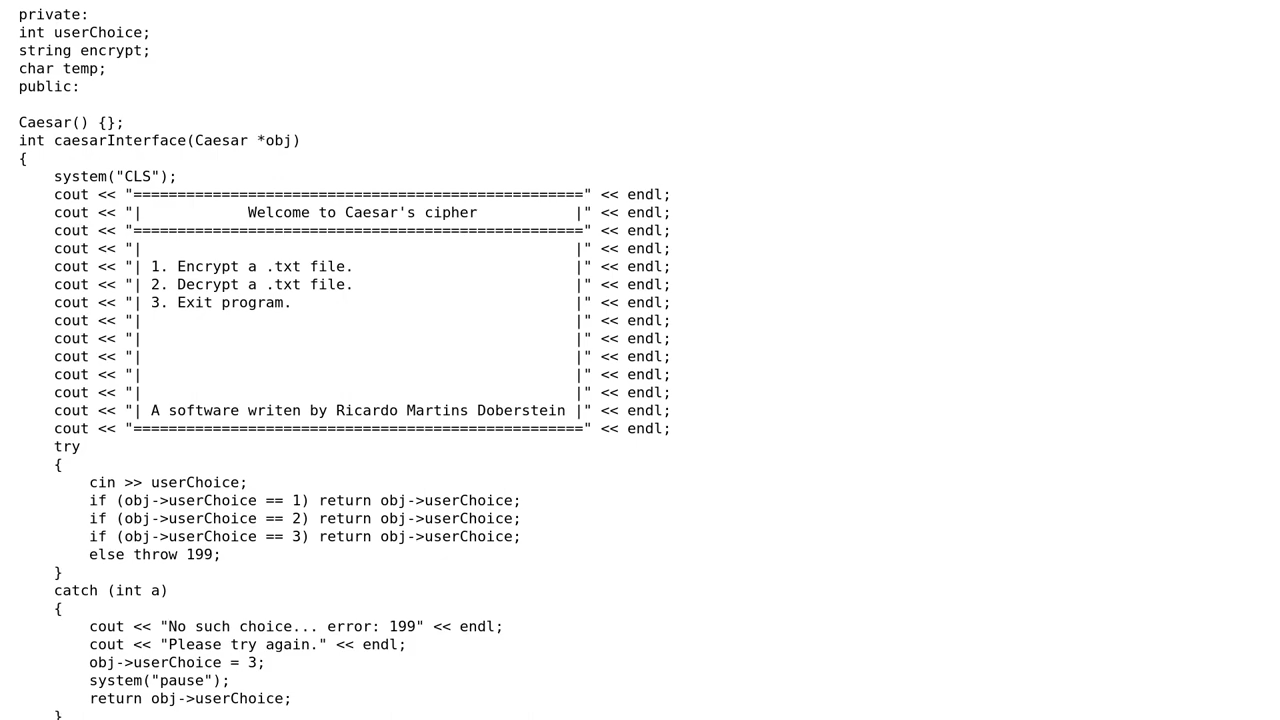 private:
int userChoice;
string encrypt;
char temp;
public:

Caesar() {};
int caesarInterface(Caesar *obj)
{
    system("CLS");
    cout << "===================================================" << endl;
    cout << "|            Welcome to Caesar's cipher           |" << endl;
    cout << "===================================================" << endl;
    cout << "|                                                 |" << endl;
    cout << "| 1. Encrypt a .txt file.                         |" << endl;
    cout << "| 2. Decrypt a .txt file.                         |" << endl;
    cout << "| 3. Exit program.                                |" << endl;
    cout << "|                                                 |" << endl;
    cout << "|                                                 |" << endl;
    cout << "|                                                 |" << endl;
    cout << "|                                                 |" << endl;
    cout << "|                                                 |" << endl;
    cout << "| A software writen by Ricardo Martins Doberstein |" << endl;
    cout << "===================================================" << endl;
    try
    {
        cin >> userChoice;
        if (obj->userChoice == 1) return obj->userChoice;
        if (obj->userChoice == 2) return obj->userChoice;
        if (obj->userChoice == 3) return obj->userChoice;
        else throw 199;
    }
    catch (int a)
    {
        cout << "No such choice... error: 199" << endl;
        cout << "Please try again." << endl;
        obj->userChoice = 3;
        system("pause");
        return obj->userChoice;
    }